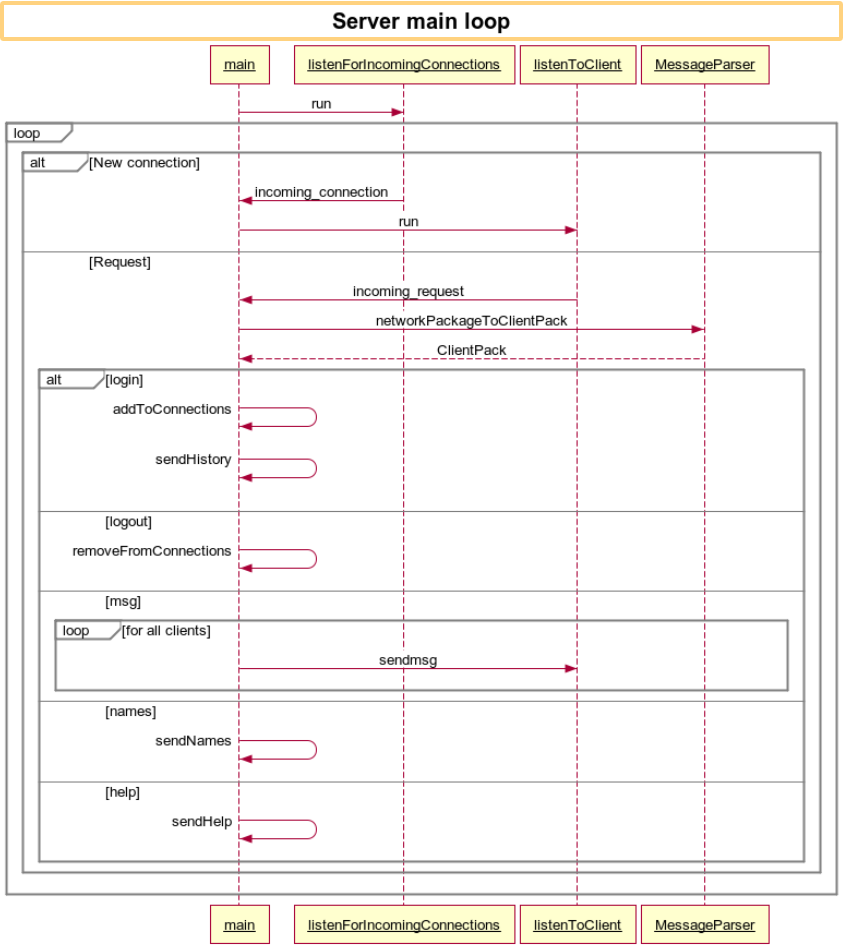 Server main loop
main
listenForIncomingConnections
listenToClient
MessageParser
run
loop
alt
[New connection]
incoming_connection
run
[Request]
incoming_request
networkPackageToClientPack
ClientPack
alt
[login]
addToConnections
sendHistory
[logout]
removeFromConnections
[msg]
loop
[for all clients]
sendmsg
[names]
sendNames
[help]
sendHelp
main
listenForIncomingConnections
listenToClient
MessageParser